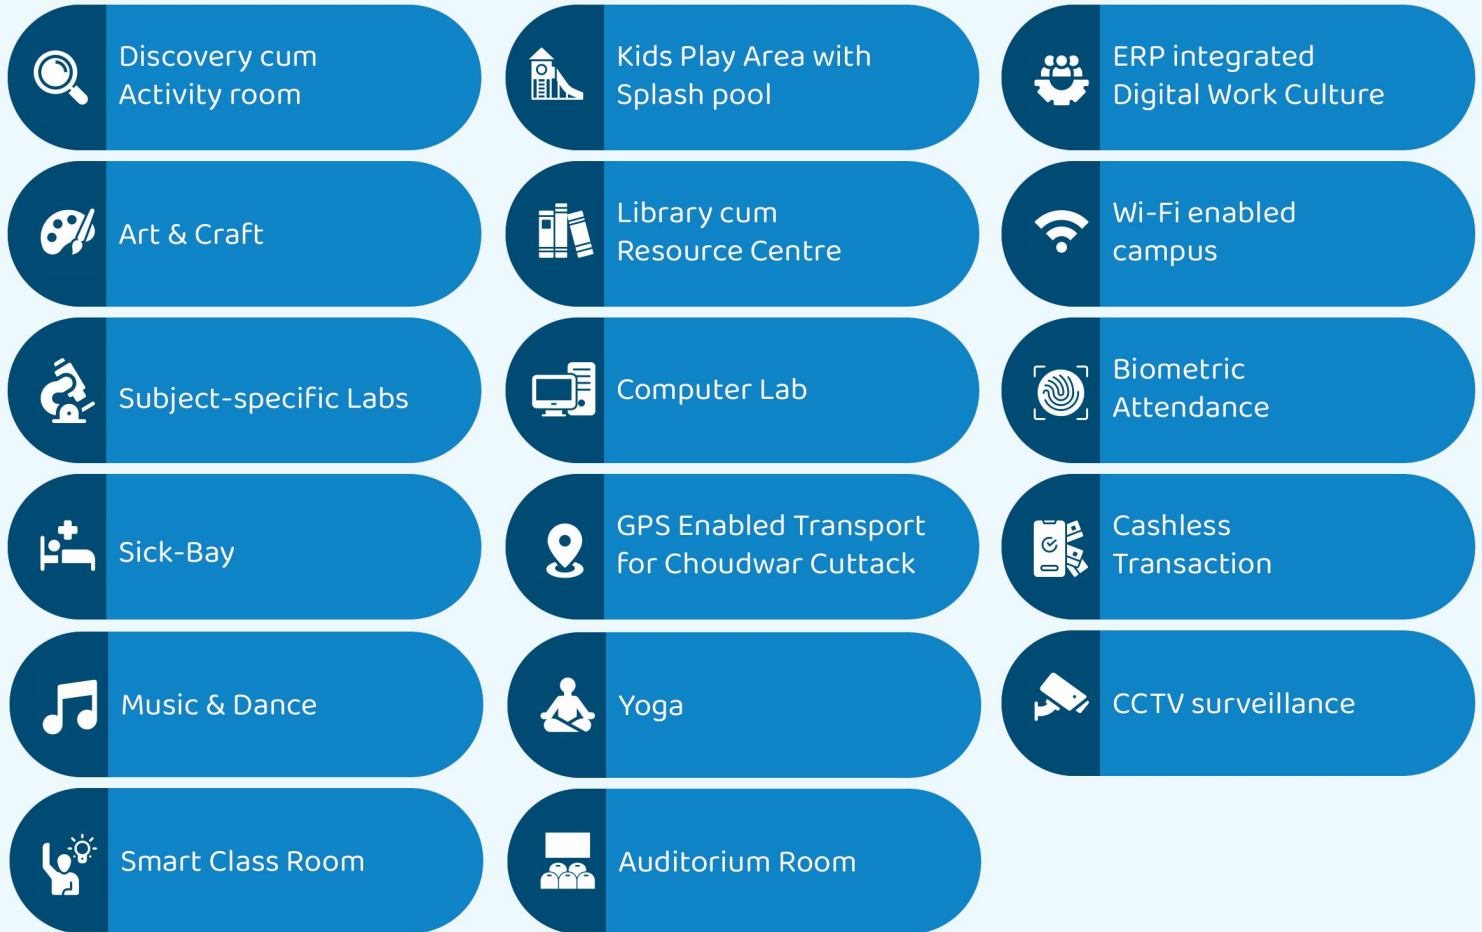 Discovery cum
Activity room
Kids Play Area with
Splash pool
ERP integrated
Digital Work Culture
Art & Craft
Library cum
Resource Centre
Wi-Fi enabled
campus
Subject-specific Labs
Computer Lab
Biometric
Attendance
Sick-Bay
GPS Enabled Transport
for Choudwar Cuttack
Cashless
Transaction
Music & Dance
Yoga
CCTV surveillance
Smart Class Room
Auditorium Room